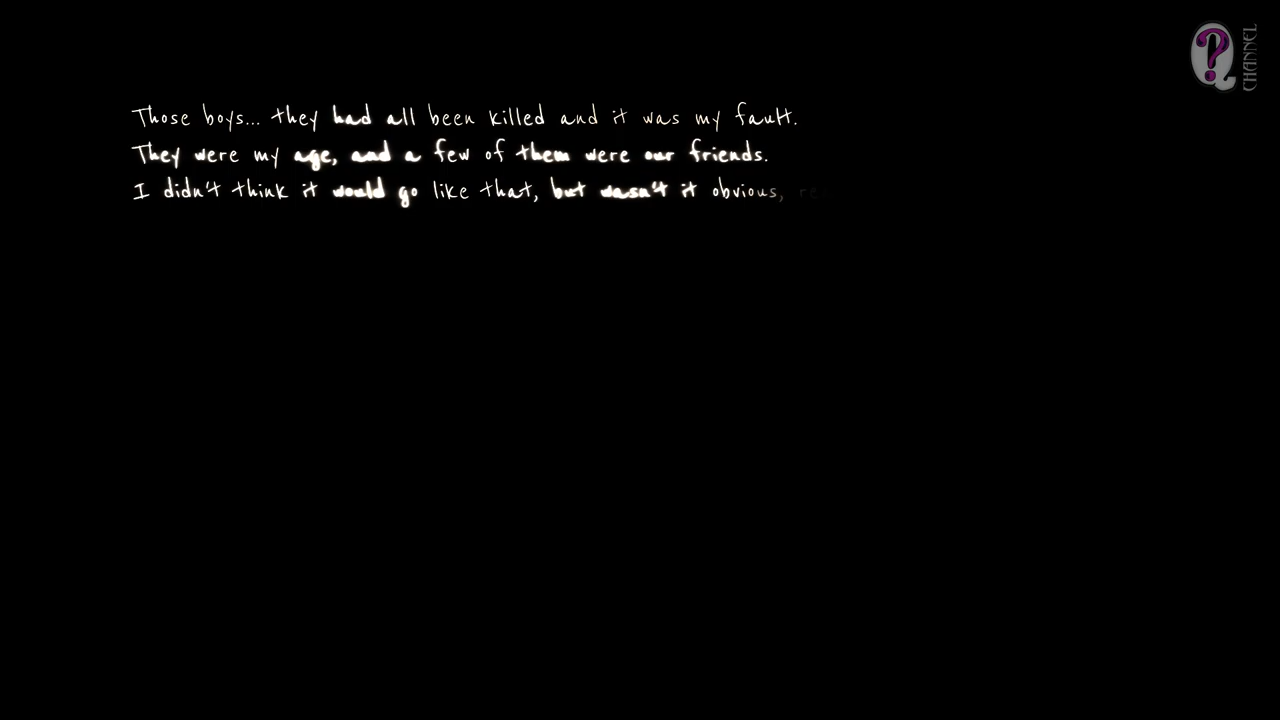 Those boys... they had all been killed and it was my fault.
They were my age, and a few of them were our friends.
I didn't think it would go like that, but wasn't it obvious,
? CHANNEL